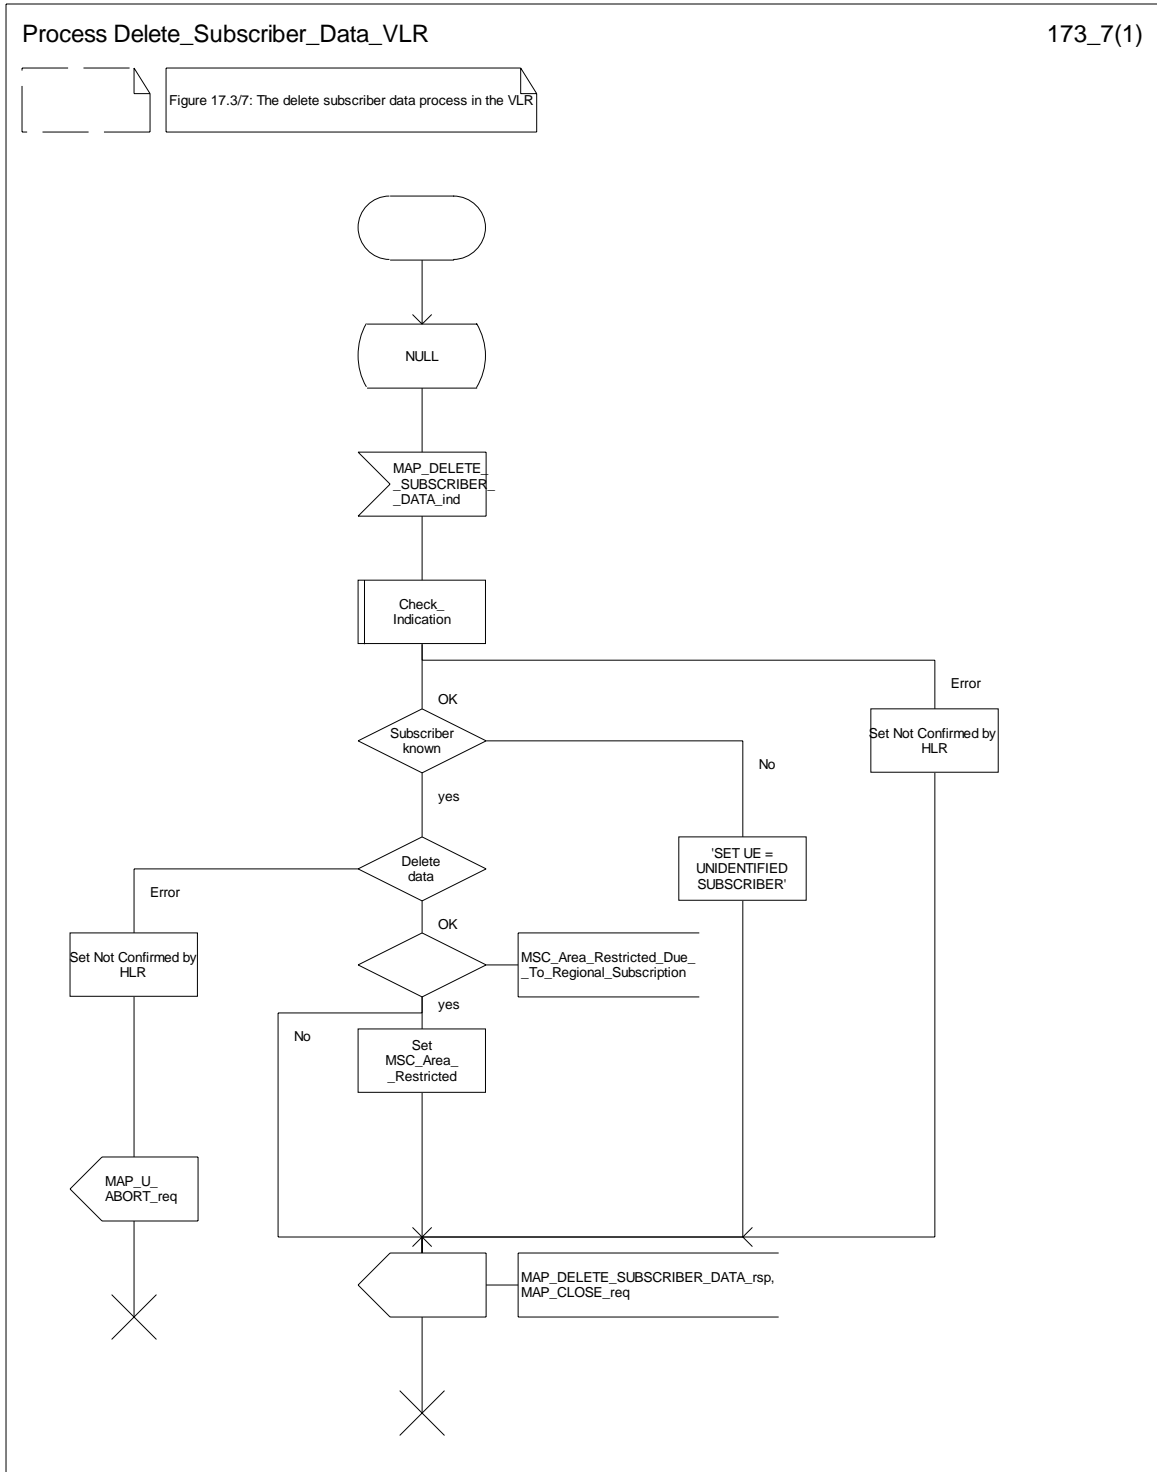 Process Delete_Subscriber_Data_VLR
173_7(1)
Figure 17.3/7: The delete subscriber data process in the VLR
NULL
MAP_DELETE_
_SUBSCRIBER_
_DATA_ind
Check_
Indication
OK
Error
Subscriber
known
Set Not Confirmed by
HLR
No
yes
Delete
data
'SET UE =
UNIDENTIFIED
SUBSCRIBER'
Error
OK
Set Not Confirmed by
HLR
MSC_Area_Restricted_Due_
_To_Regional_Subscription
yes
No
Set
MSC_Area_
_Restricted
MAP_U_
ABORT_req
MAP_DELETE_SUBSCRIBER_DATA_rsp,
MAP_CLOSE_req